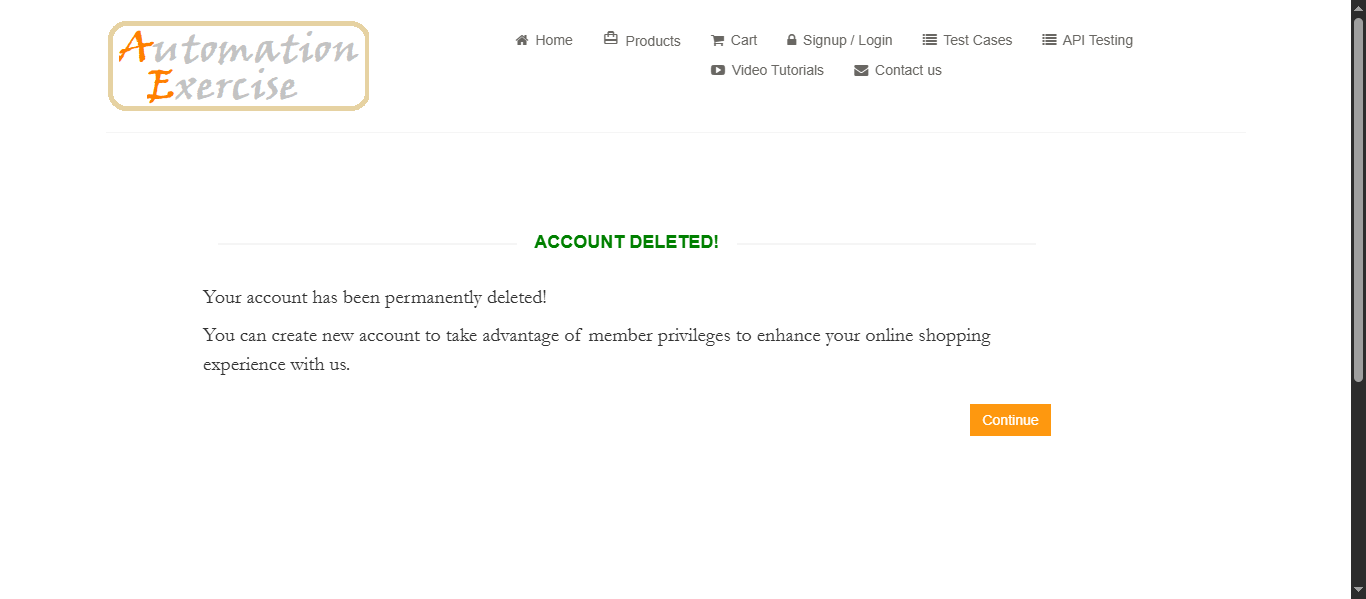 Automation
Exercise
Home Products Cart Signup / Login Test Cases API Testing
Video Tutorials Contact us
ACCOUNT DELETED!
Your account has been permanently deleted!
You can create new account to take advantage of member privileges to enhance your online shopping
experience with us.
Continue